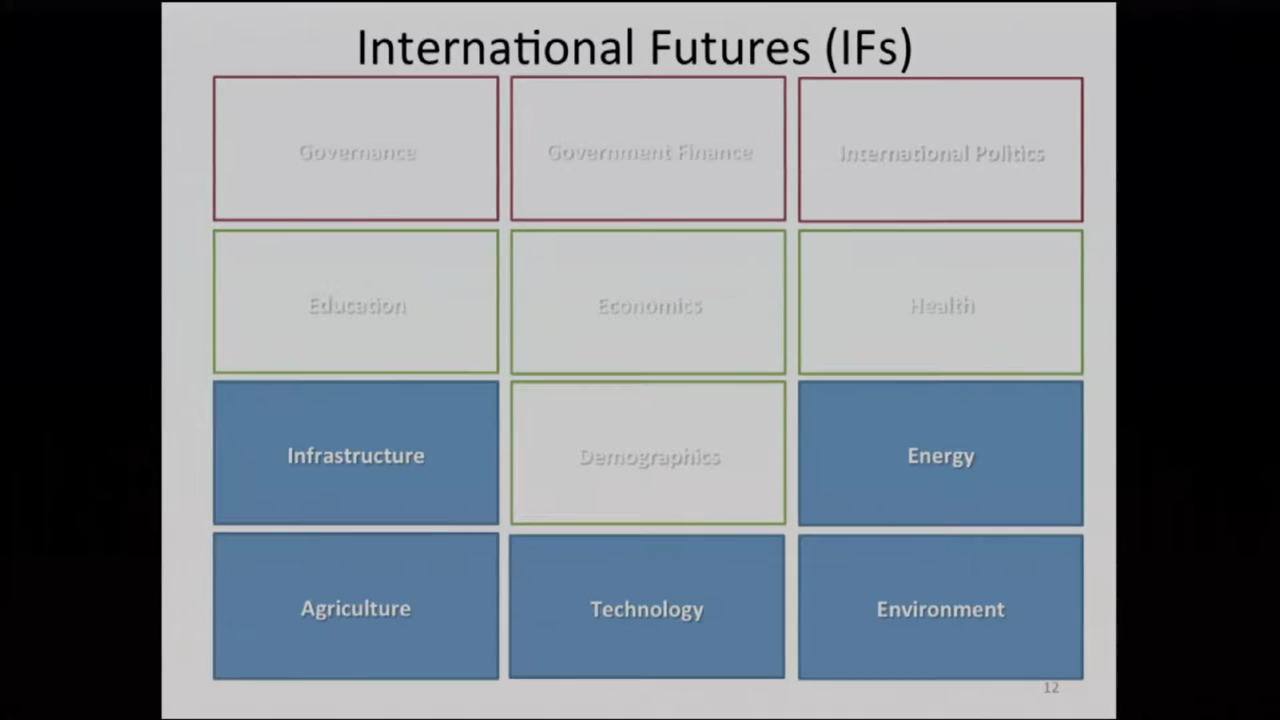 International Futures (IFs)
Governance
Government Finance
International Politics
Education
Economics
Health
Infrastructure
Demographics
Energy
Agriculture
Technology
Environment
12